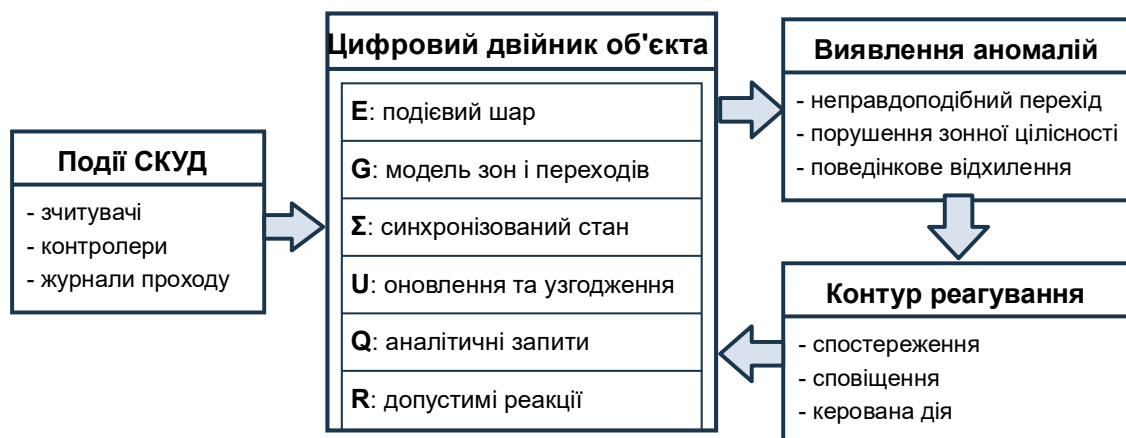 Події СКУД
- зчитувачі
- контролери
- журнали проходу
Цифровий двійник об'єкта
E: подієвий шар
G: модель зон і переходів
Σ: синхронізований стан
U: оновлення та узгодження
Q: аналітичні запити
R: допустимі реакції
Виявлення аномалій
- неправдоподібний перехід
- порушення зонної цілісності
- поведінкове відхилення
Контур реагування
- спостереження
- сповіщення
- керована дія